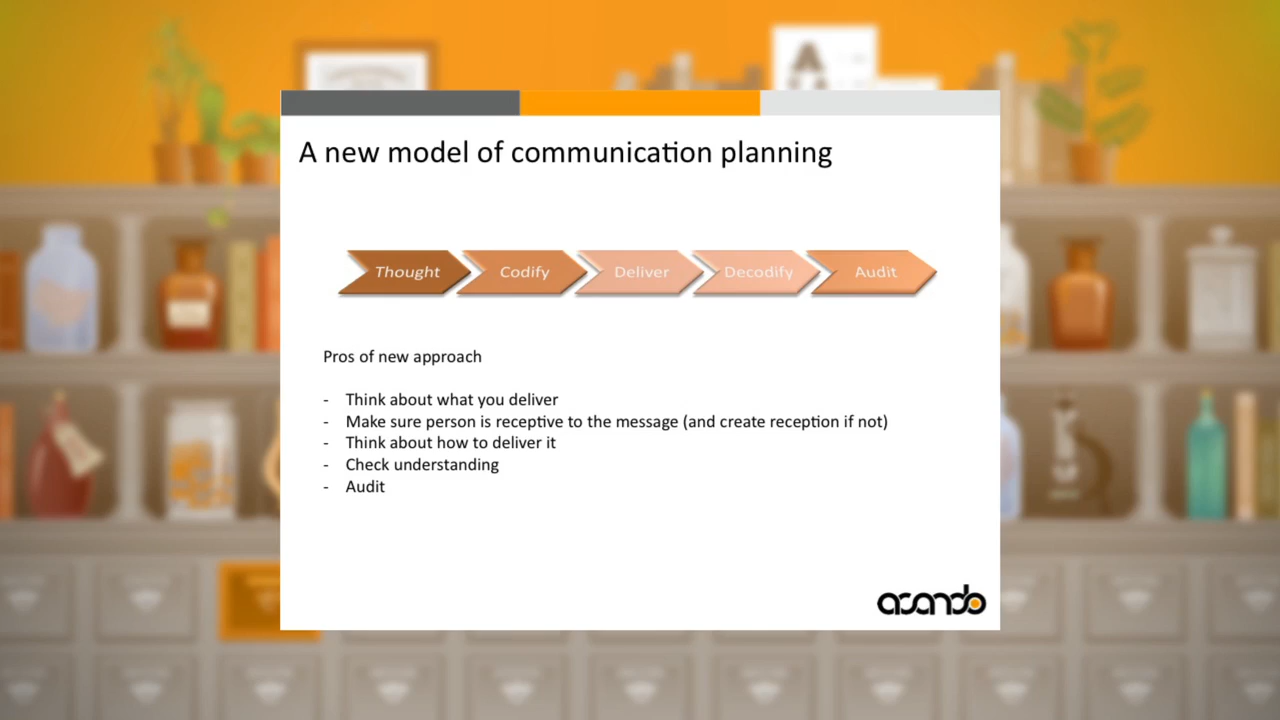 A new model of communication planning
Thought
Codify
Deliver
Decodify
Audit
Pros of new approach
- Think about what you deliver
- Make sure person is receptive to the message (and create reception if not)
- Think about how to deliver it
- Check understanding
- Audit
acando